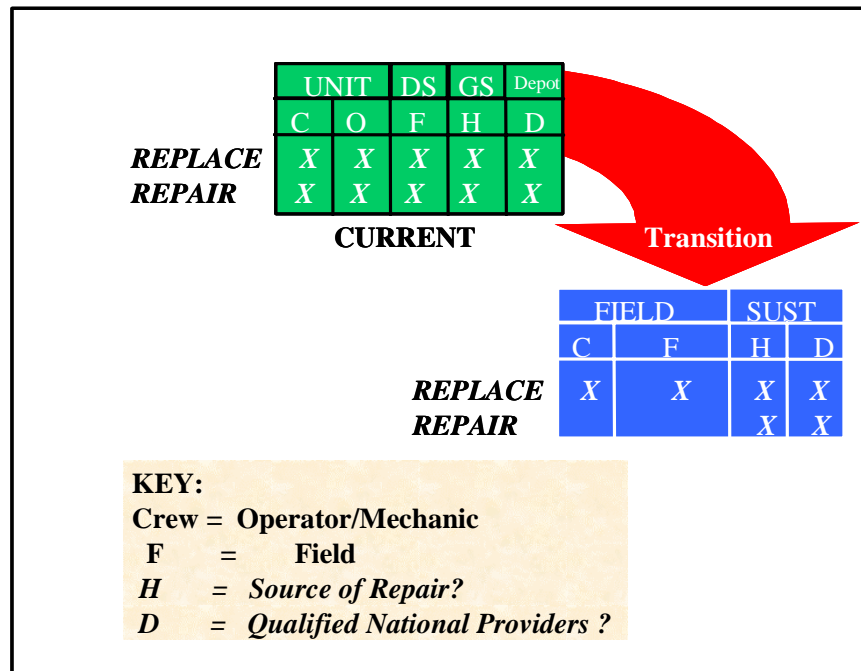 UNIT DS GS Depot
C O F H D
REPLACE X X X X X
REPAIR X X X X X
CURRENT
Transition
FIELD SUST
C F H D
REPLACE X X X X
REPAIR X X
KEY:
Crew = Operator/Mechanic
F = Field
H = Source of Repair?
D = Qualified National Providers ?